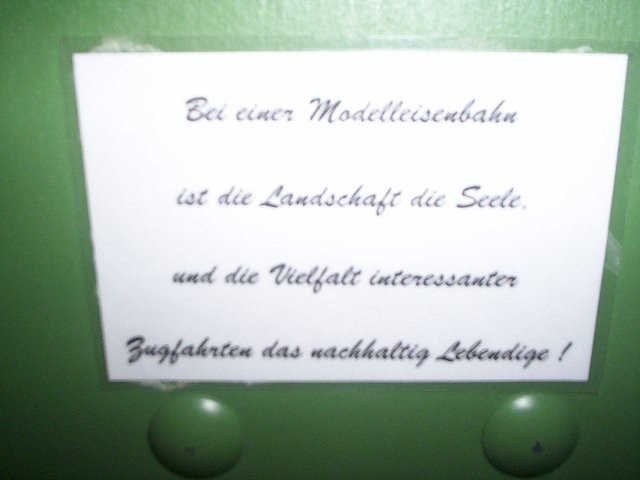 Bei einer Modelleisenbahn
ist die Landschaft die Seele,
und die Vielfalt interessanter
Zugfahrten das nachhaltig Lebendige !